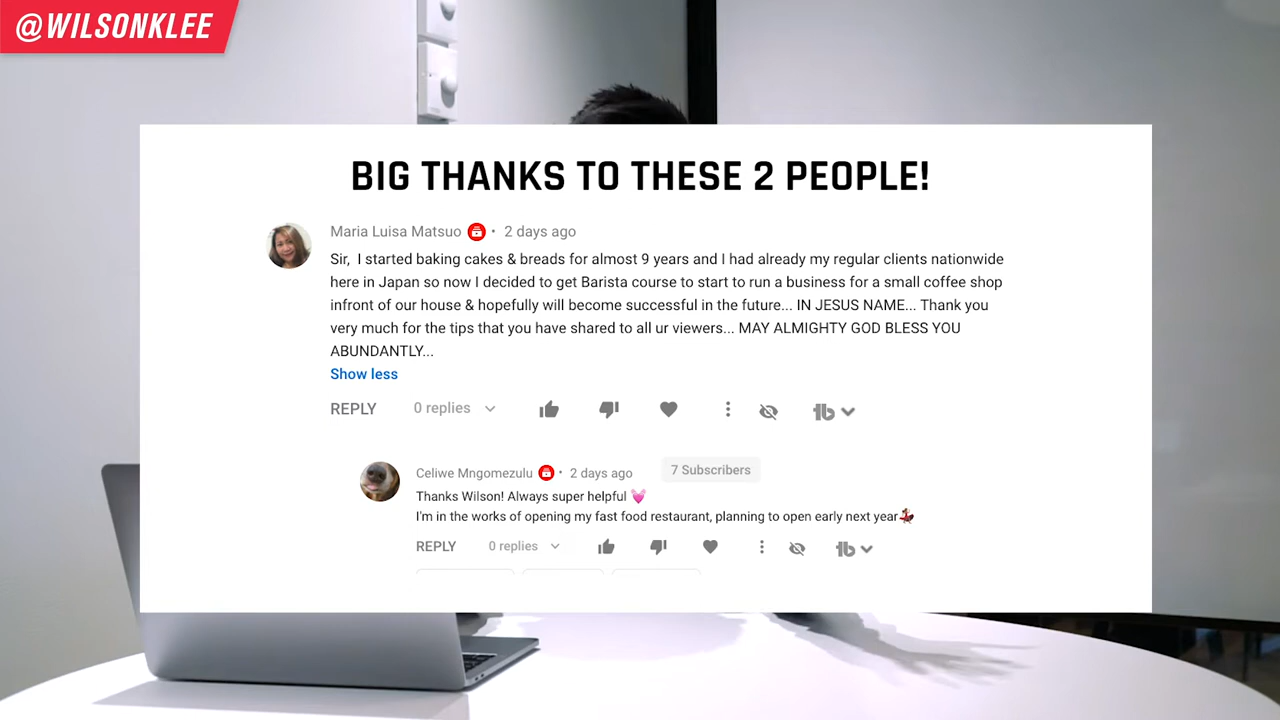 @WILSONKLEE
BIG THANKS TO THESE 2 PEOPLE!
Maria Luisa Matsuo • 2 days ago
Sir, I started baking cakes & breads for almost 9 years and I had already my regular clients nationwide
here in Japan so now I decided to get Barista course to start to run a business for a small coffee shop
infront of our house & hopefully will become successful in the future... IN JESUS NAME... Thank you
very much for the tips that you have shared to all ur viewers... MAY ALMIGHTY GOD BLESS YOU
ABUNDANTLY...
Show less
REPLY 0 replies
Celiwe Mngomezulu • 2 days ago 7 Subscribers
Thanks Wilson! Always super helpful 💓
I'm in the works of opening my fast food restaurant, planning to open early next year💃
REPLY 0 replies